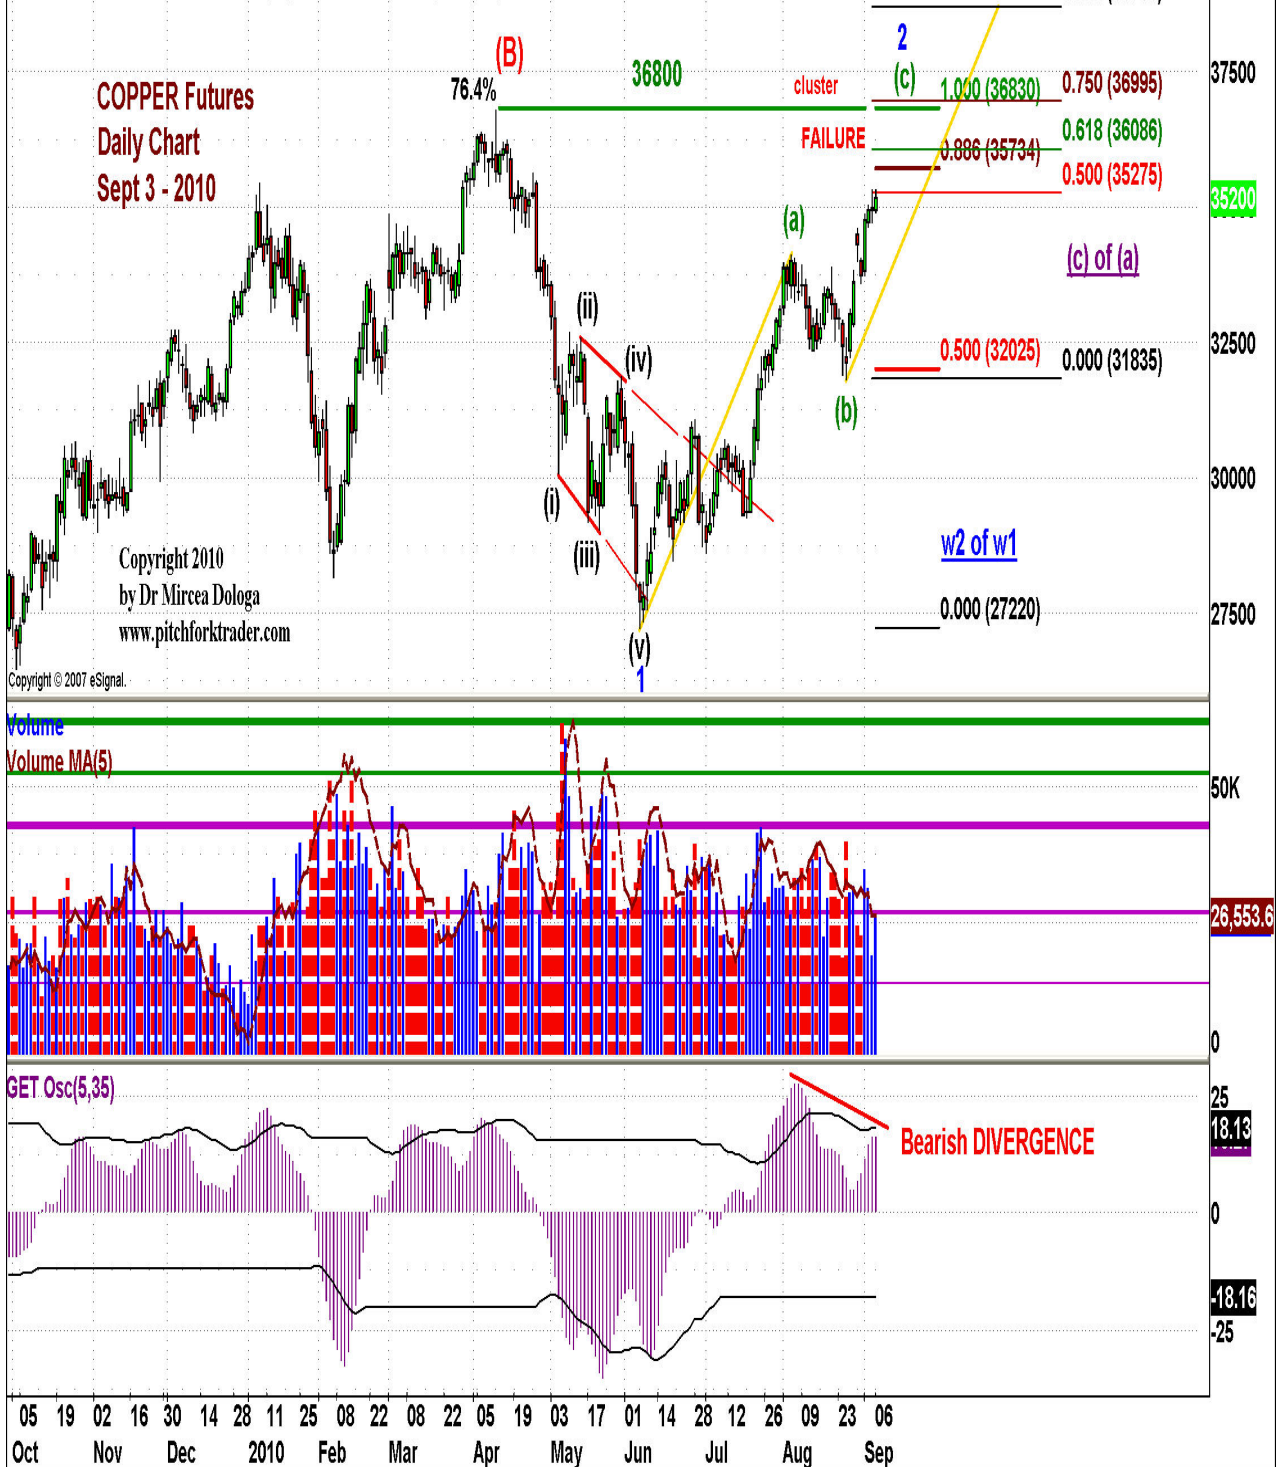 2
(B)
76.4%
36800
cluster
(c)
1.000 (36830)
0.750 (36995)
37500
COPPER Futures
Daily Chart
Sept 3 - 2010
FAILURE
0.618 (36086)
0.886 (35734)
0.500 (35275)
35200
(a)
(c) of (a)
(ii)
(iv)
0.500 (32025)
0.000 (31835)
32500
(b)
(i)
30000
(iii)
w2 of w1
Copyright 2010
by Dr Mircea Dologa
www.pitchforktrader.com
0.000 (27220)
27500
(v)
1
Copyright © 2007 eSignal.
Volume
Volume MA(5)
50K
26,553.6
0
GET Osc(5,35)
25
18.13
Bearish DIVERGENCE
0
-18.16
-25
05 19 02 16 30 14 28 11 25 08 22 08 22 05 19 03 17 01 14 28 12 26 09 23 06
Oct Nov Dec 2010 Feb Mar Apr May Jun Jul Aug Sep